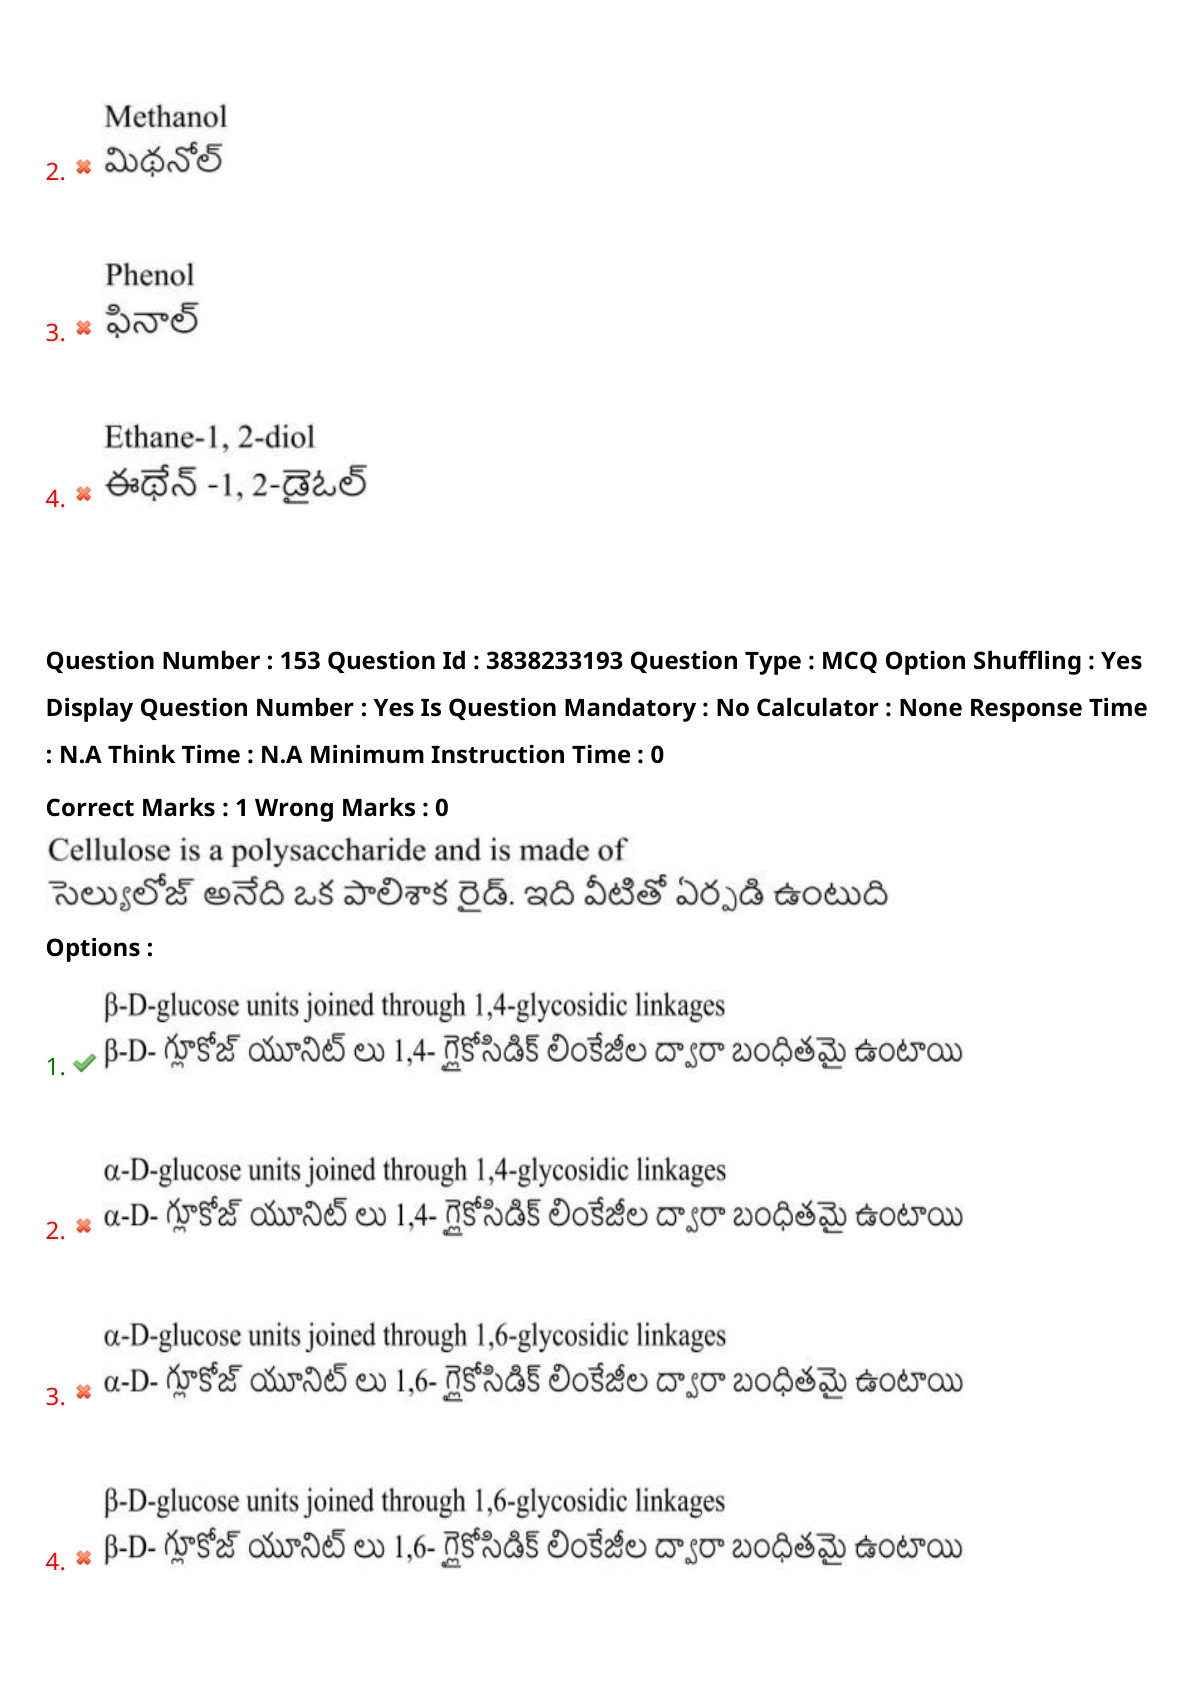 Methanol
2. మిథనోల్
Phenol
3. ఫినాల్
Ethane-1, 2-diol
4. ఈథేన్ -1, 2-డైఓల్
Question Number : 153 Question Id : 3838233193 Question Type : MCQ Option Shuffling : Yes
Display Question Number : Yes Is Question Mandatory : No Calculator : None Response Time
: N.A Think Time : N.A Minimum Instruction Time : 0
Correct Marks : 1 Wrong Marks : 0
Cellulose is a polysaccharide and is made of
సెల్యులోజ్ అనేది ఒక పాలిశాక రైడ్. ఇది వీటితో ఏర్పడి ఉంటుది
Options :
β-D-glucose units joined through 1,4-glycosidic linkages
1. β-D- గ్లూకోజ్ యూనిట్ లు 1,4- గ్లైకోసిడిక్ లింకేజీల ద్వారా బంధితమై ఉంటాయి
α-D-glucose units joined through 1,4-glycosidic linkages
2. α-D- గ్లూకోజ్ యూనిట్ లు 1,4- గ్లైకోసిడిక్ లింకేజీల ద్వారా బంధితమై ఉంటాయి
α-D-glucose units joined through 1,6-glycosidic linkages
3. α-D- గ్లూకోజ్ యూనిట్ లు 1,6- గ్లైకోసిడిక్ లింకేజీల ద్వారా బంధితమై ఉంటాయి
β-D-glucose units joined through 1,6-glycosidic linkages
4. β-D- గ్లూకోజ్ యూనిట్ లు 1,6- గ్లైకోసిడిక్ లింకేజీల ద్వారా బంధితమై ఉంటాయి